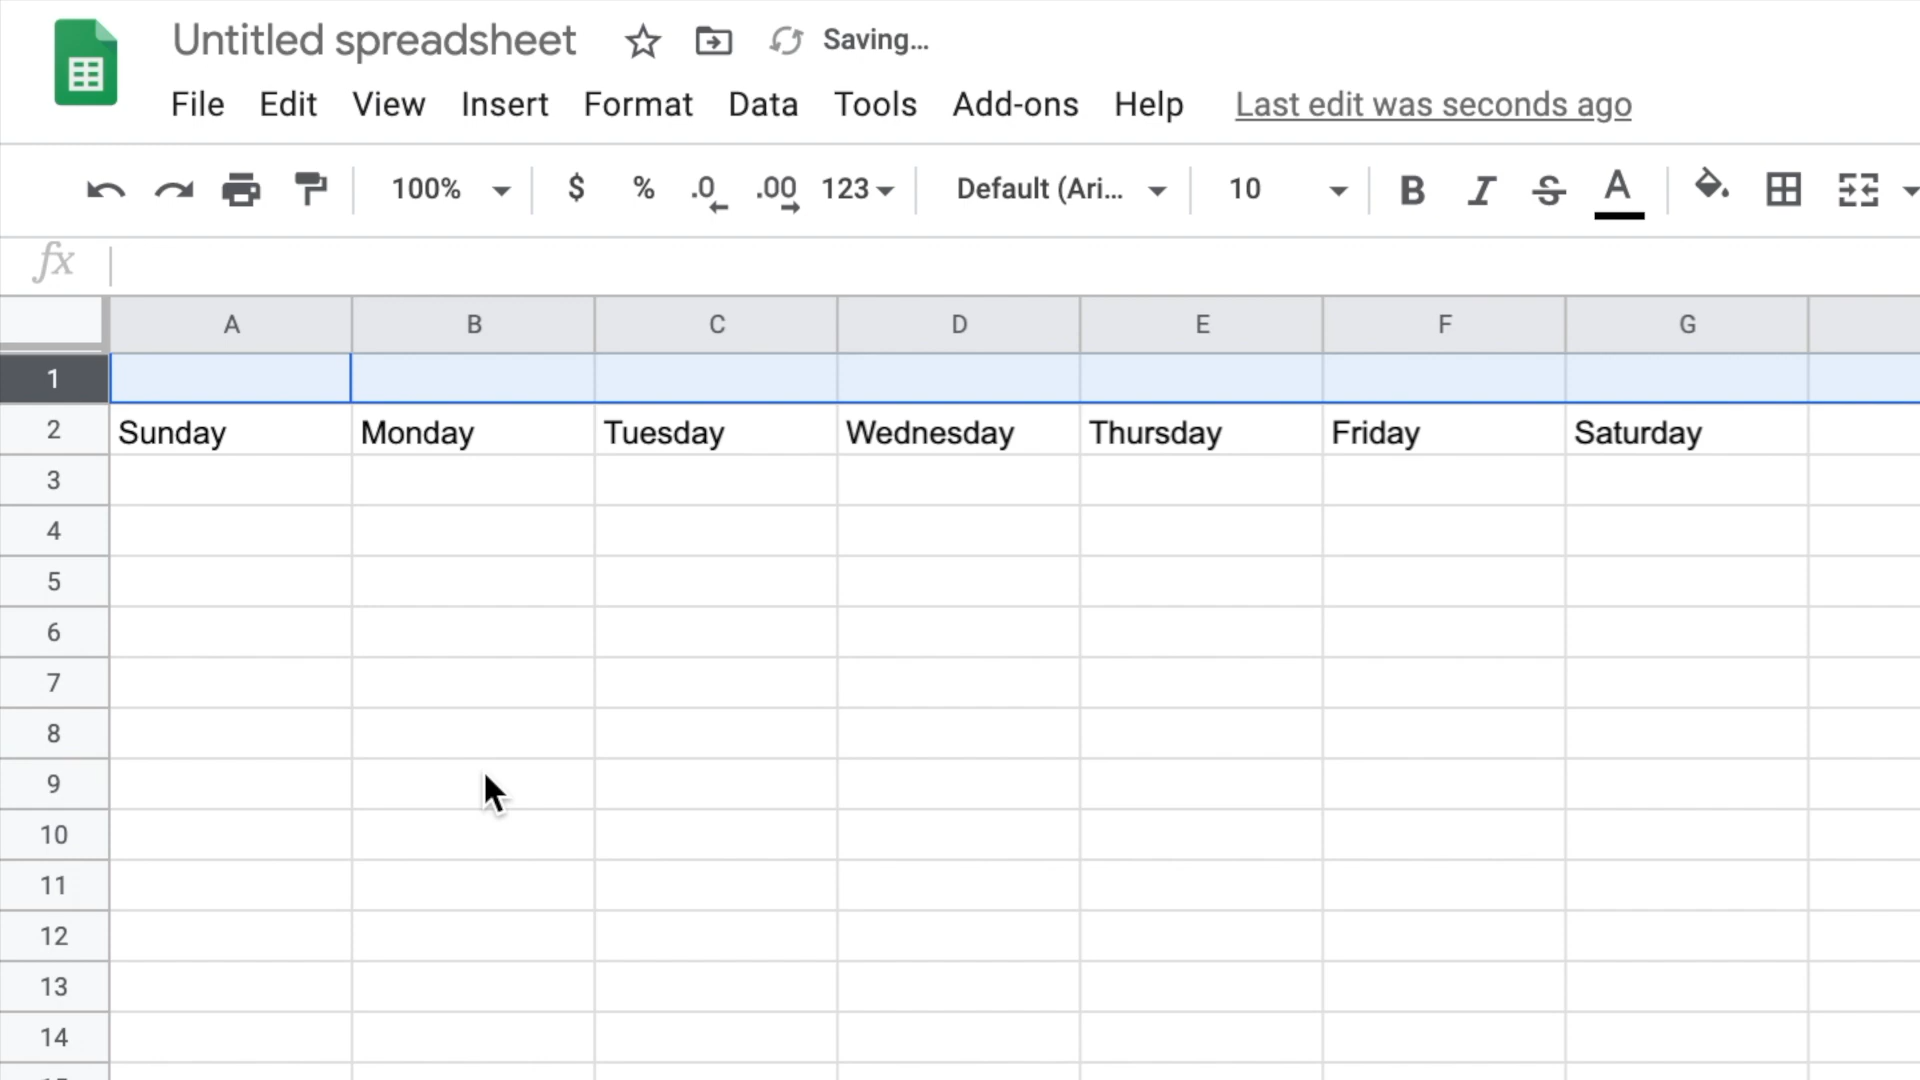 Untitled spreadsheet Saving...
File Edit View Insert Format Data Tools Add-ons Help Last edit was seconds ago
100% $ % .0 .00 123 Default (Ari... 10 B I S A
fx
A B C D E F G
1
2 Sunday Monday Tuesday Wednesday Thursday Friday Saturday
3
4
5
6
7
8
9
10
11
12
13
14